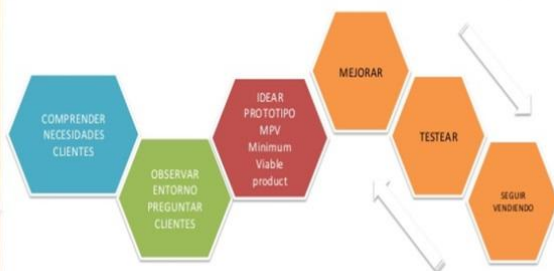 COMPRENDER
NECESIDADES
CLIENTES
OBSERVAR
ENTORNO
PREGUNTAR
CLIENTES
IDEAR
PROTOTIPO
MPV
Minimum
Viable
product
MEJORAR
TESTEAR
SEGUIR
VENDIENDO